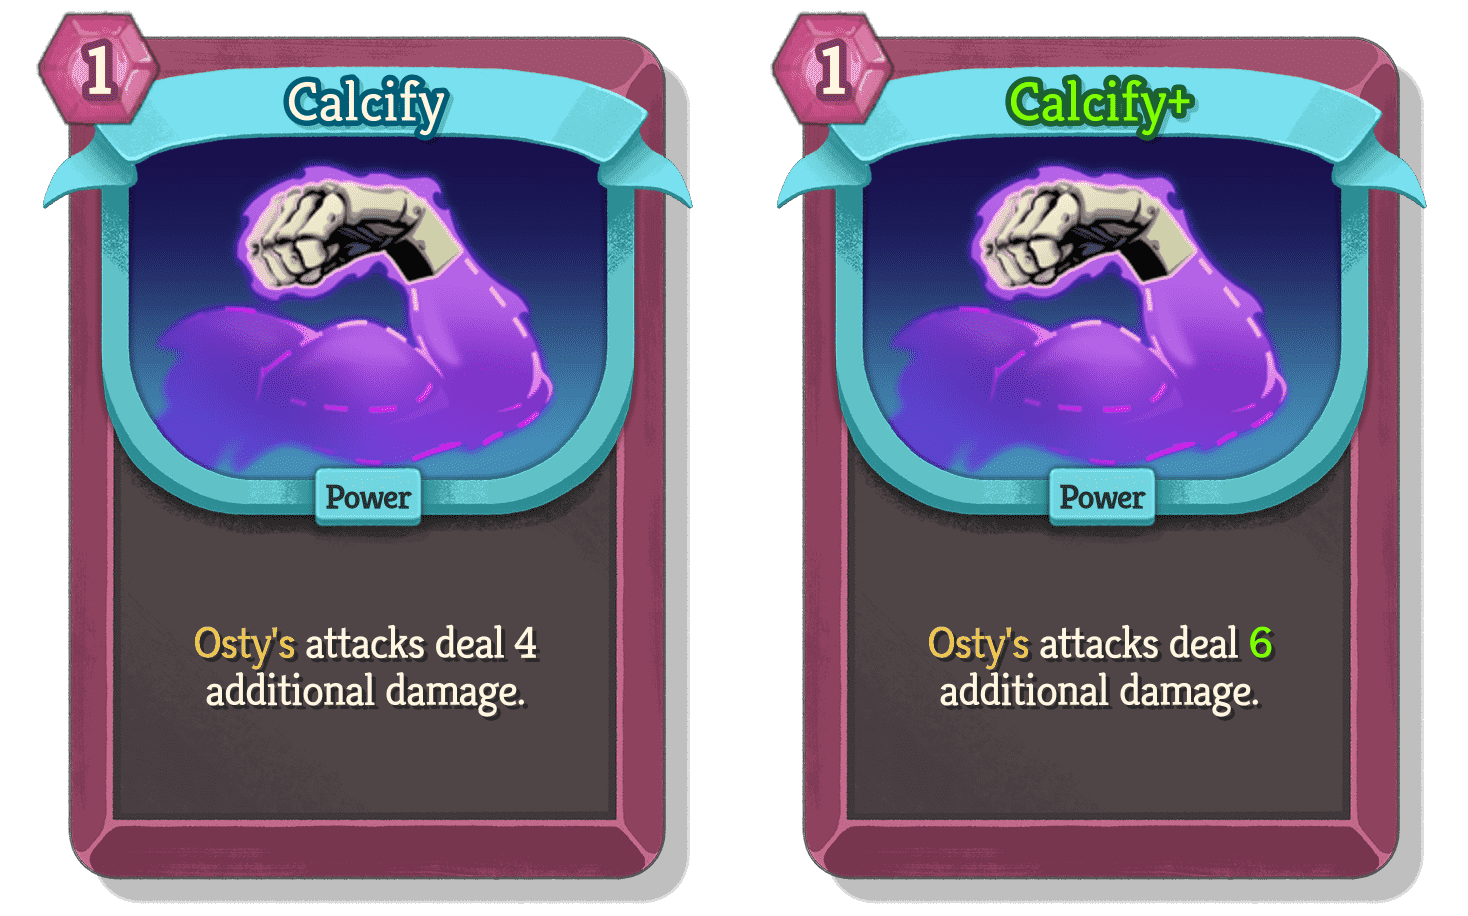 1
Calcify
Power
Osty's attacks deal 4
additional damage.
1
Calcify+
Power
Osty's attacks deal 6
additional damage.